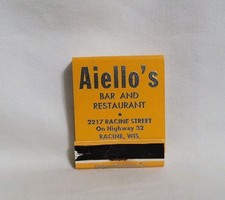 Aiello's
BAR AND
RESTAURANT
2217 RACINE STREET
On Highway 32
RACINE, WIS.